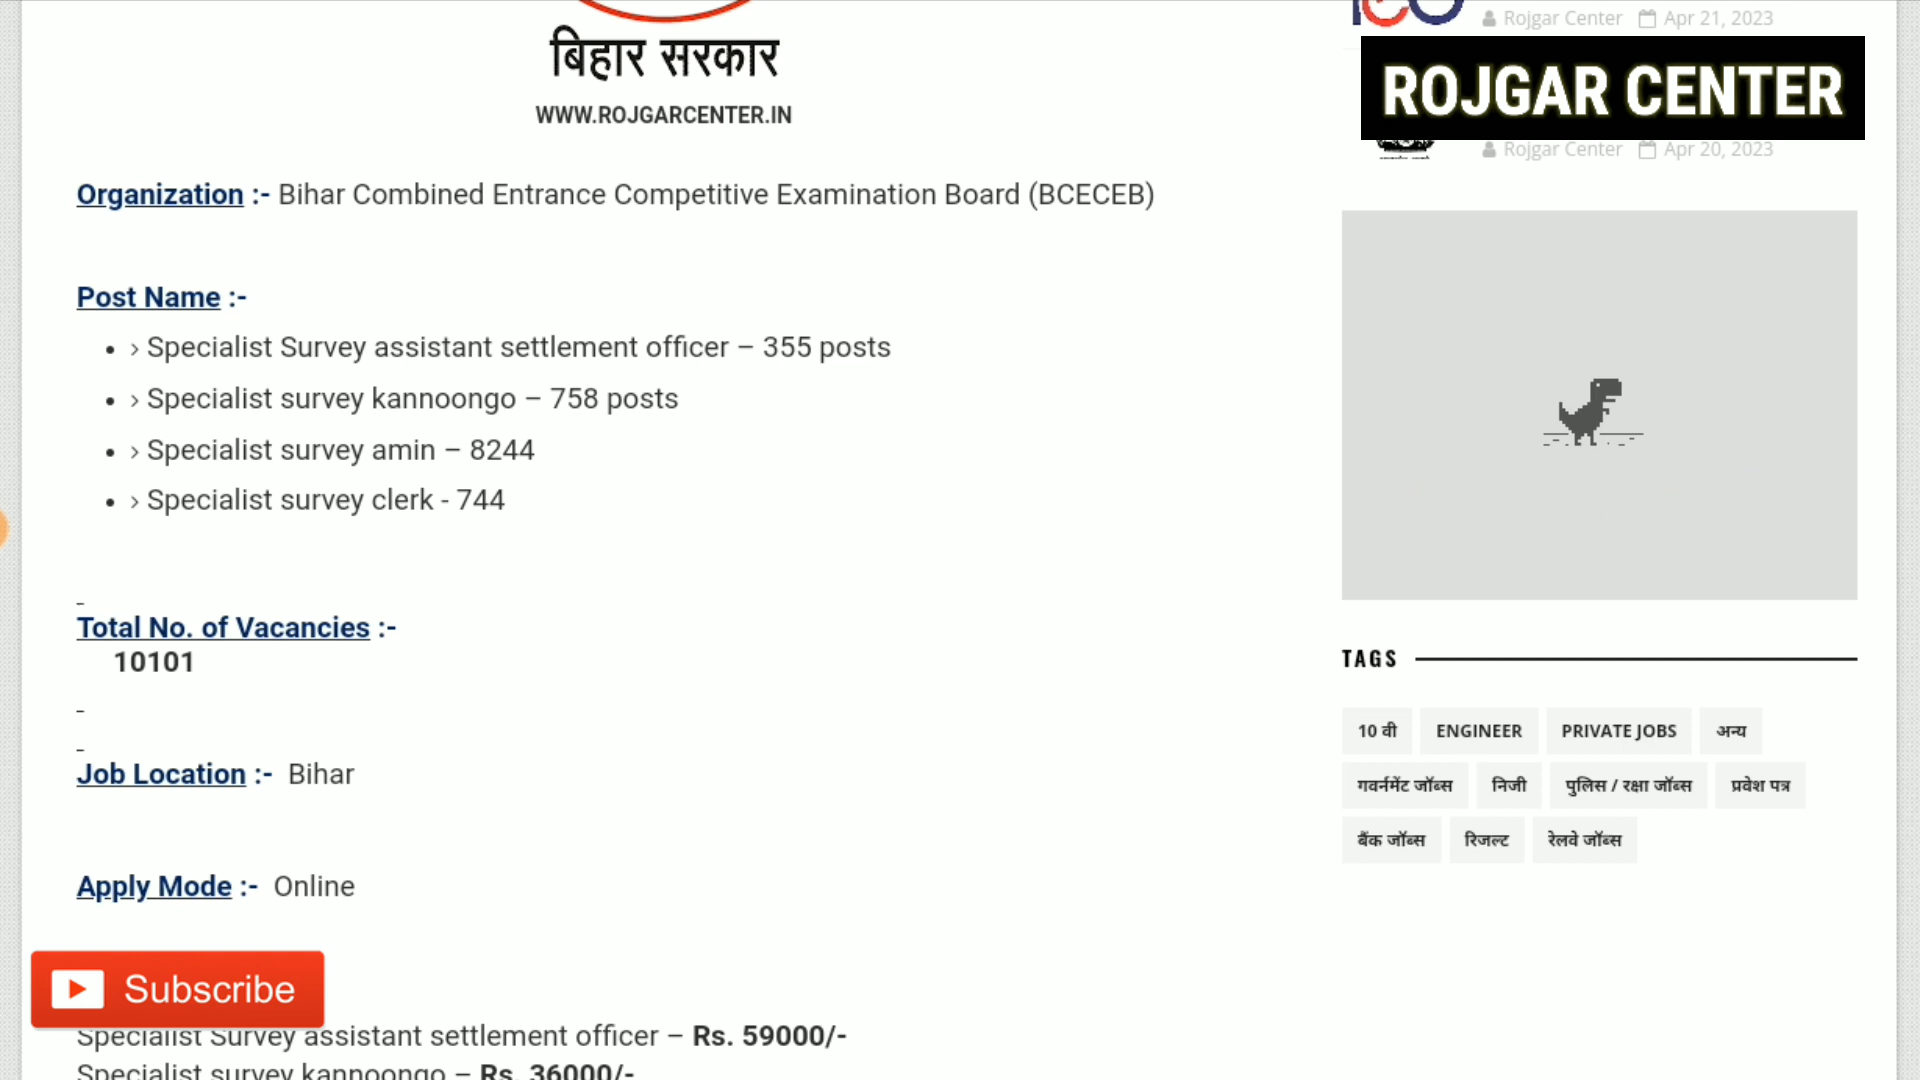 बिहार सरकार
WWW.ROJGARCENTER.IN
Organization :- Bihar Combined Entrance Competitive Examination Board (BCECEB)
Post Name :-
› Specialist Survey assistant settlement officer – 355 posts
› Specialist survey kannoongo – 758 posts
› Specialist survey amin – 8244
› Specialist survey clerk - 744
Total No. of Vacancies :-
10101
Job Location :- Bihar
Apply Mode :- Online
Subscribe
Specialist Survey assistant settlement officer – Rs. 59000/-
Specialist survey kannoongo – Rs. 36000/-
Rojgar Center Apr 21, 2023
ROJGAR CENTER
Rojgar Center Apr 20, 2023
TAGS
10 वी ENGINEER PRIVATE JOBS अन्य
गवर्नमेंट जॉब्स निजी पुलिस / रक्षा जॉब्स प्रवेश पत्र
बैंक जॉब्स रिजल्ट रेलवे जॉब्स